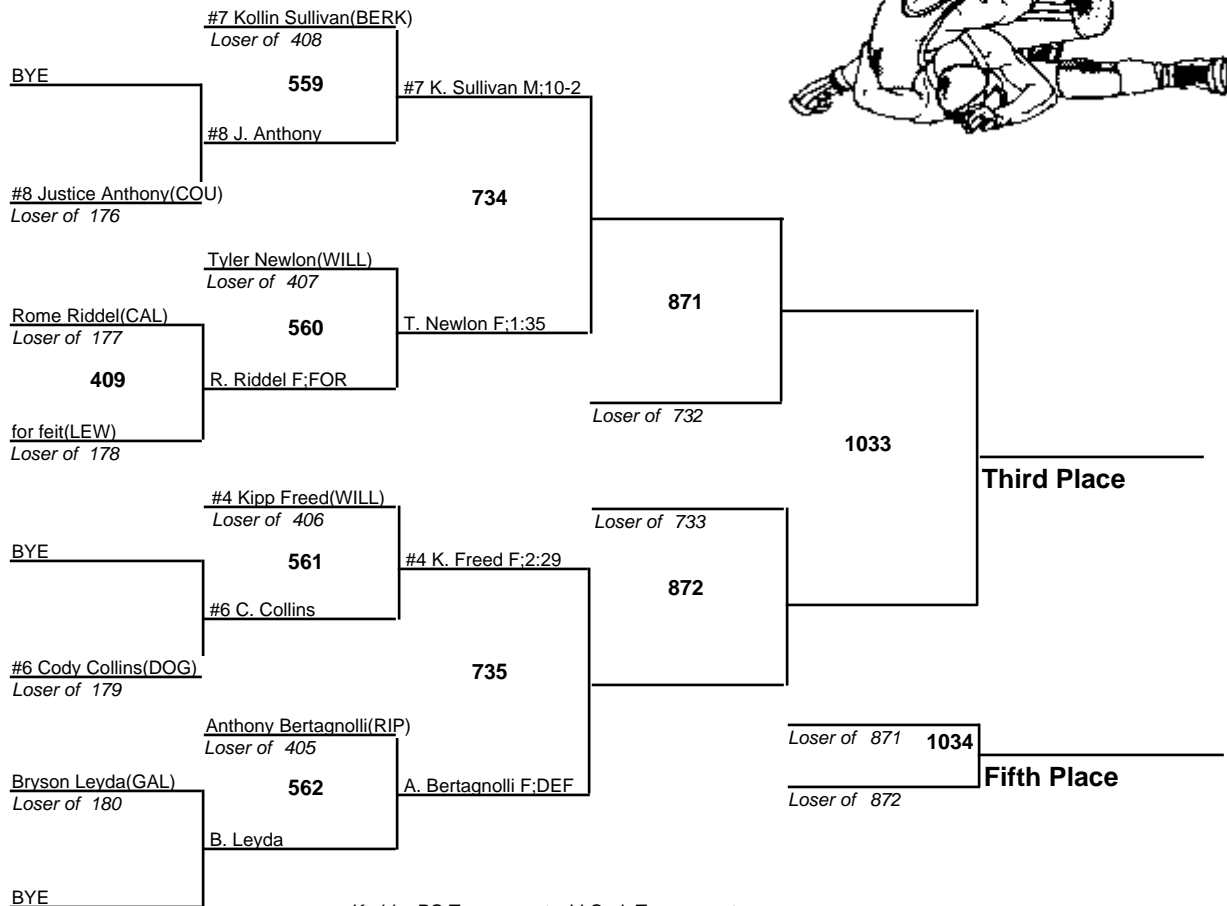 #7 Kollin Sullivan(BERK)
Loser of 408
BYE
559
#7 K. Sullivan M;10-2
#8 J. Anthony
#8 Justice Anthony(COU)
Loser of 176
734
Tyler Newlon(WILL)
Loser of 407
Rome Riddel(CAL)
Loser of 177
560
T. Newlon F;1:35
871
409
R. Riddel F;FOR
Loser of 732
for feit(LEW)
Loser of 178
1033
Third Place
#4 Kipp Freed(WILL)
Loser of 406
Loser of 733
BYE
561
#4 K. Freed F;2:29
872
#6 C. Collins
#6 Cody Collins(DOG)
Loser of 179
735
Anthony Bertagnolli(RIP)
Loser of 405
Loser of 871
1034
Bryson Leyda(GAL)
Loser of 180
562
A. Bertagnolli F;DEF
Fifth Place
Loser of 872
B. Leyda
BYE